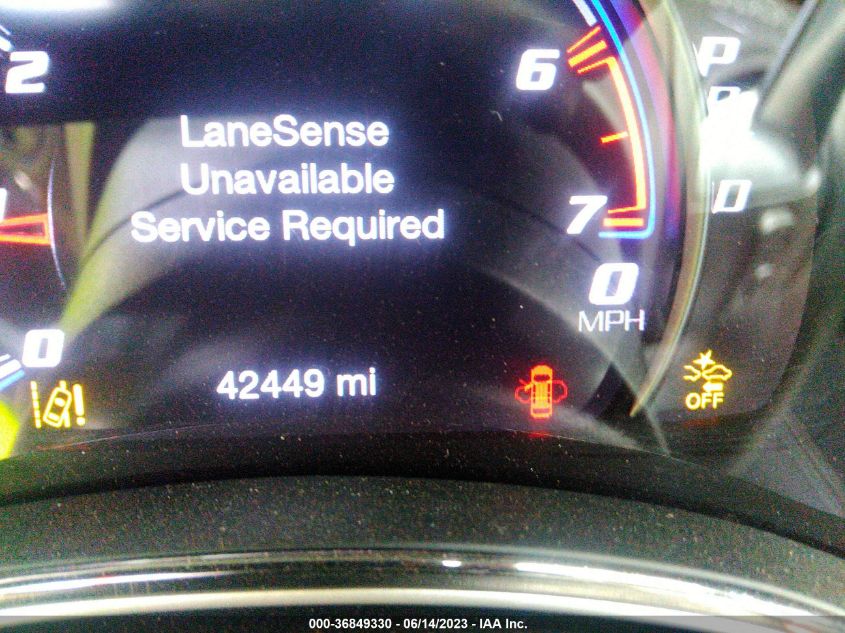 2
6
P
LaneSense
Unavailable
Service Required
7
D
0
MPH
0
42449 mi
OFF
000-36849330 - 06/14/2023 - IAA Inc.